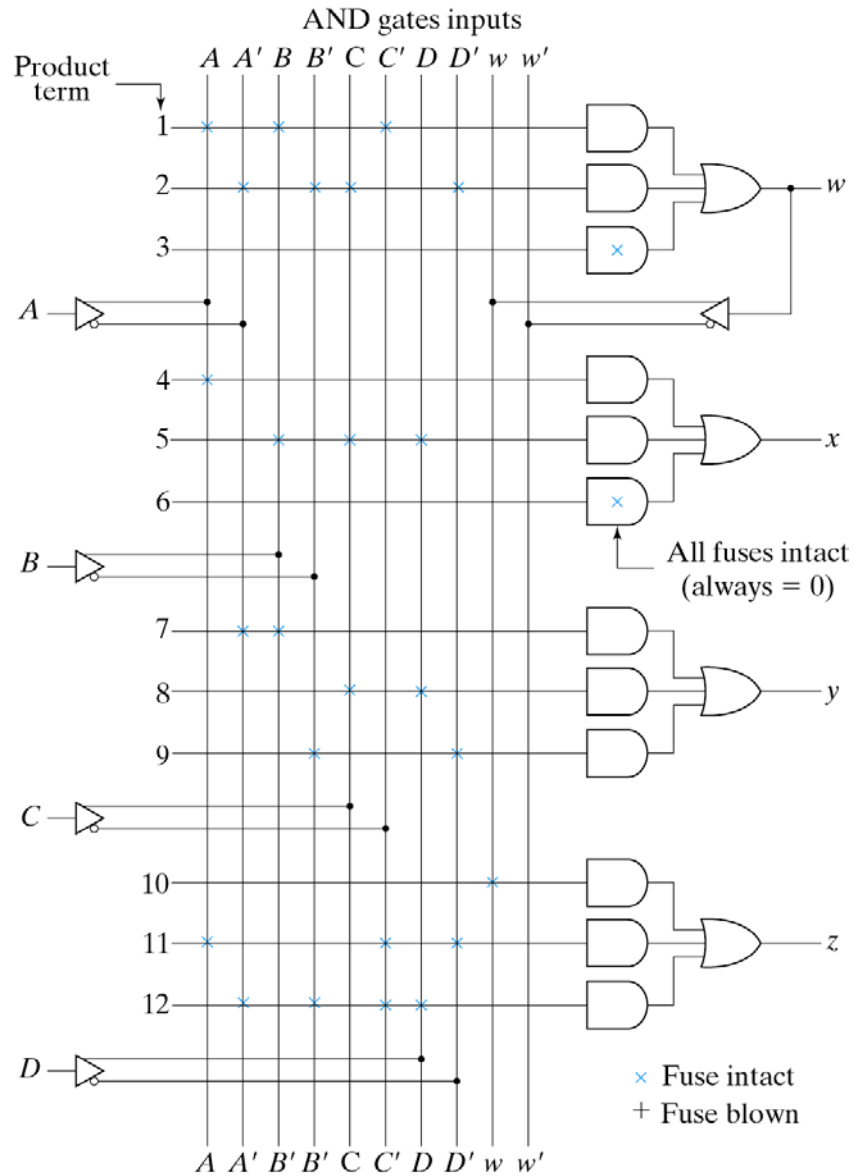 AND gates inputs
A A' B B' C C' D D' w w'
Product
term
1
2
w
3
A
4
5
x
6
B
All fuses intact
(always = 0)
7
8
y
9
C
10
11
z
12
D
× Fuse intact
+ Fuse blown
A A' B' B' C C' D D' w w'